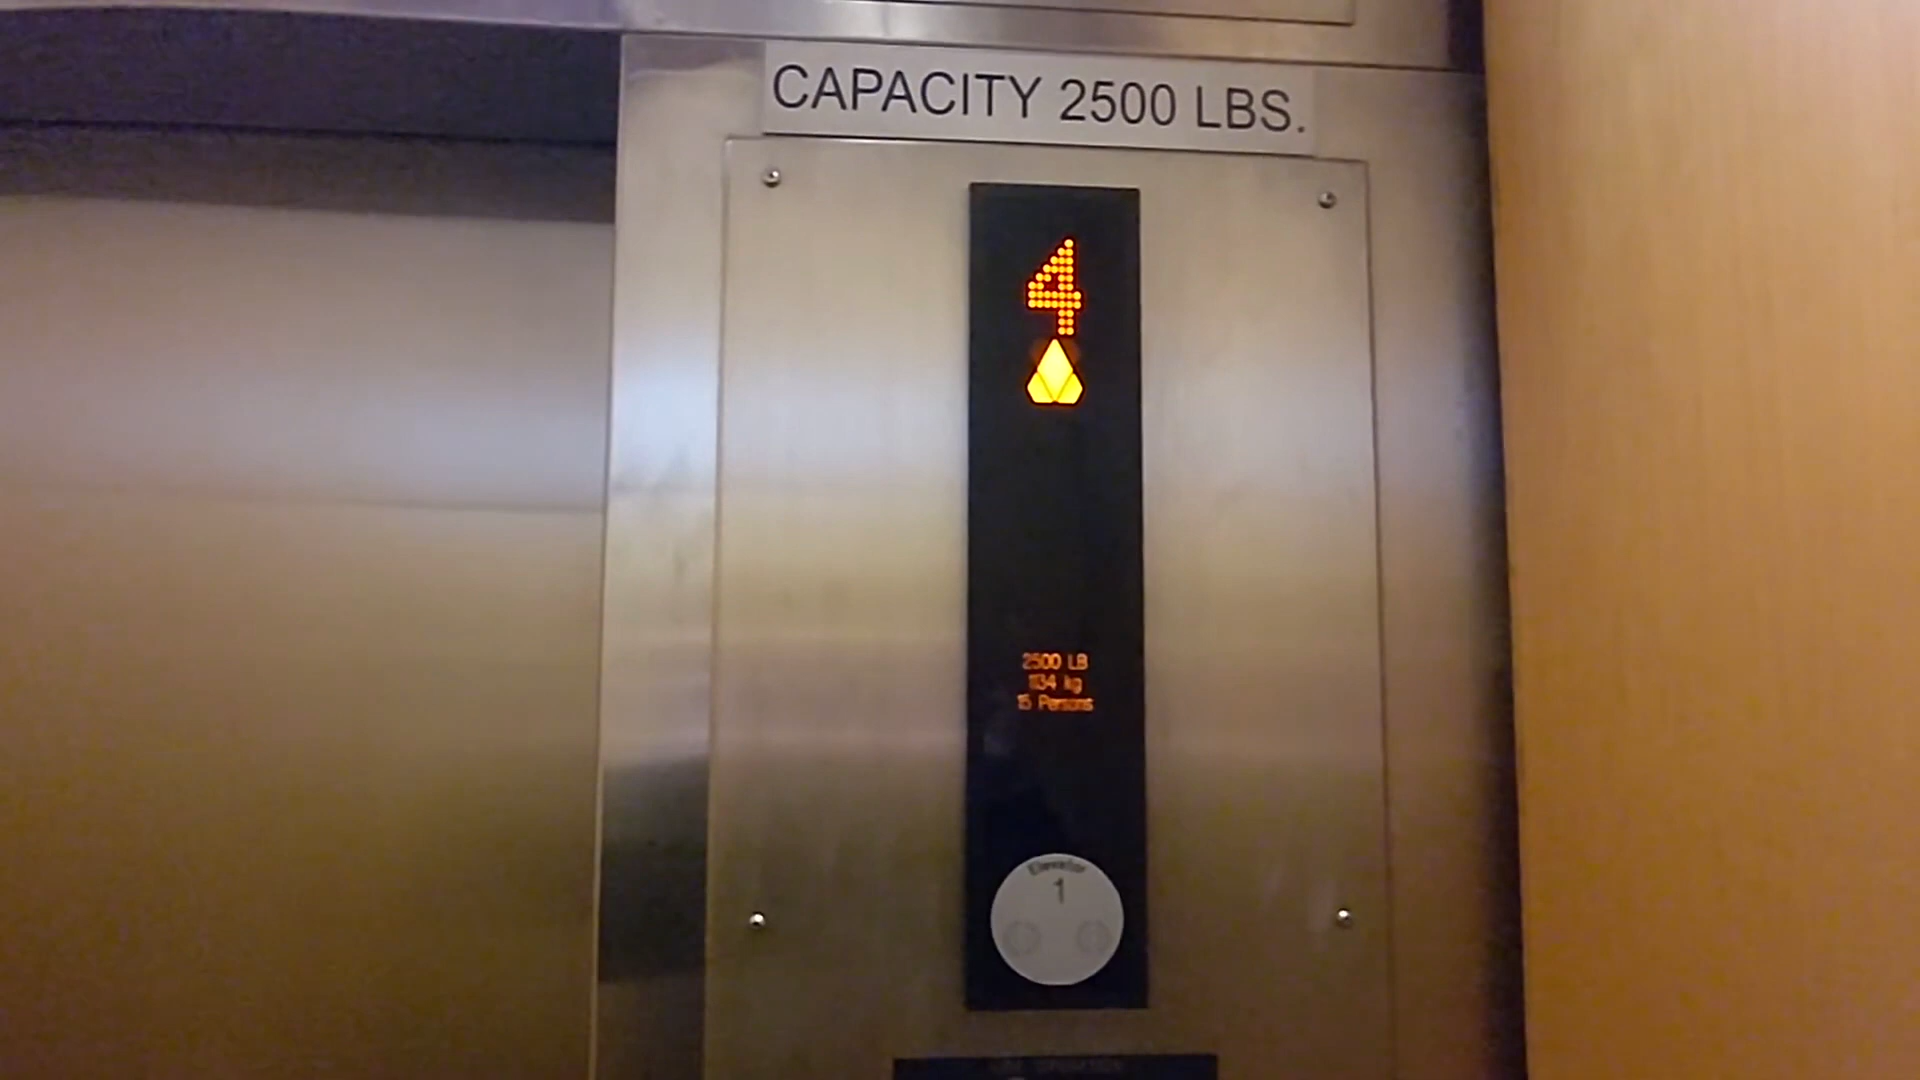 CAPACITY 2500 LBS.
4
2500 LB
1134 kg
15 Persons
Elevator
1